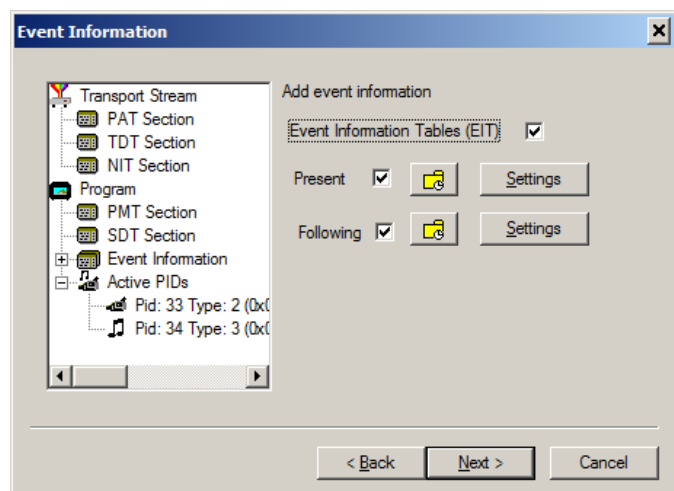 Event Information
Transport Stream
PAT Section
TDT Section
NIT Section
Program
PMT Section
SDT Section
Event Information
Active PIDs
Pid: 33 Type: 2 (0x0
Pid: 34 Type: 3 (0x0
Add event information
Event Information Tables (EIT)
Present Settings
Following Settings
< Back Next > Cancel